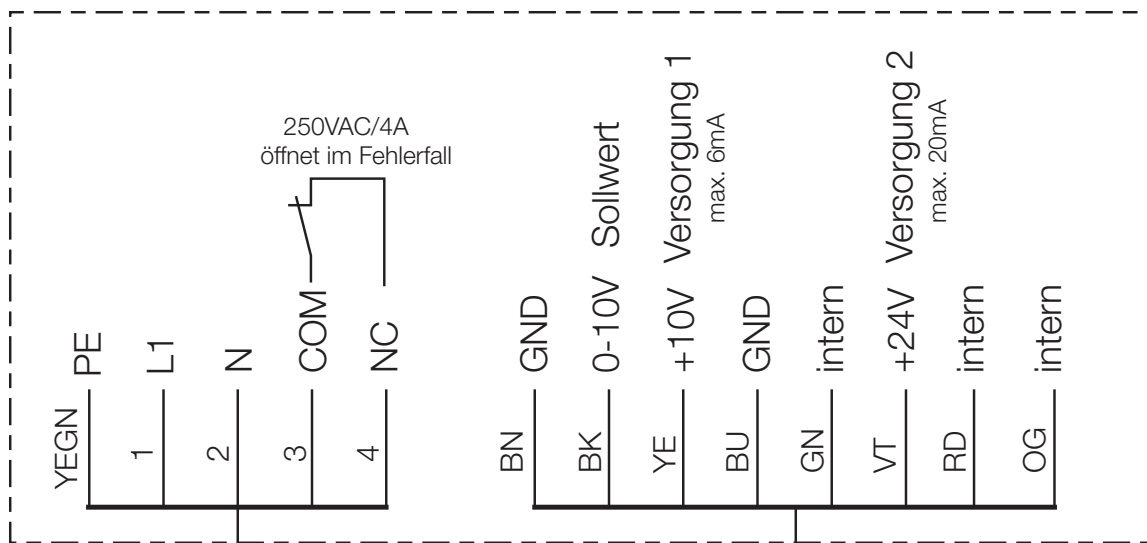 250VAC/4A
öffnet im Fehlerfall
PE
L1
N
COM
NC
GND
0-10V Sollwert
+10V Versorgung 1
max. 6mA
GND
intern
+24V Versorgung 2
max. 20mA
intern
intern
YEGN
1
2
3
4
BN
BK
YE
BU
GN
VT
RD
OG